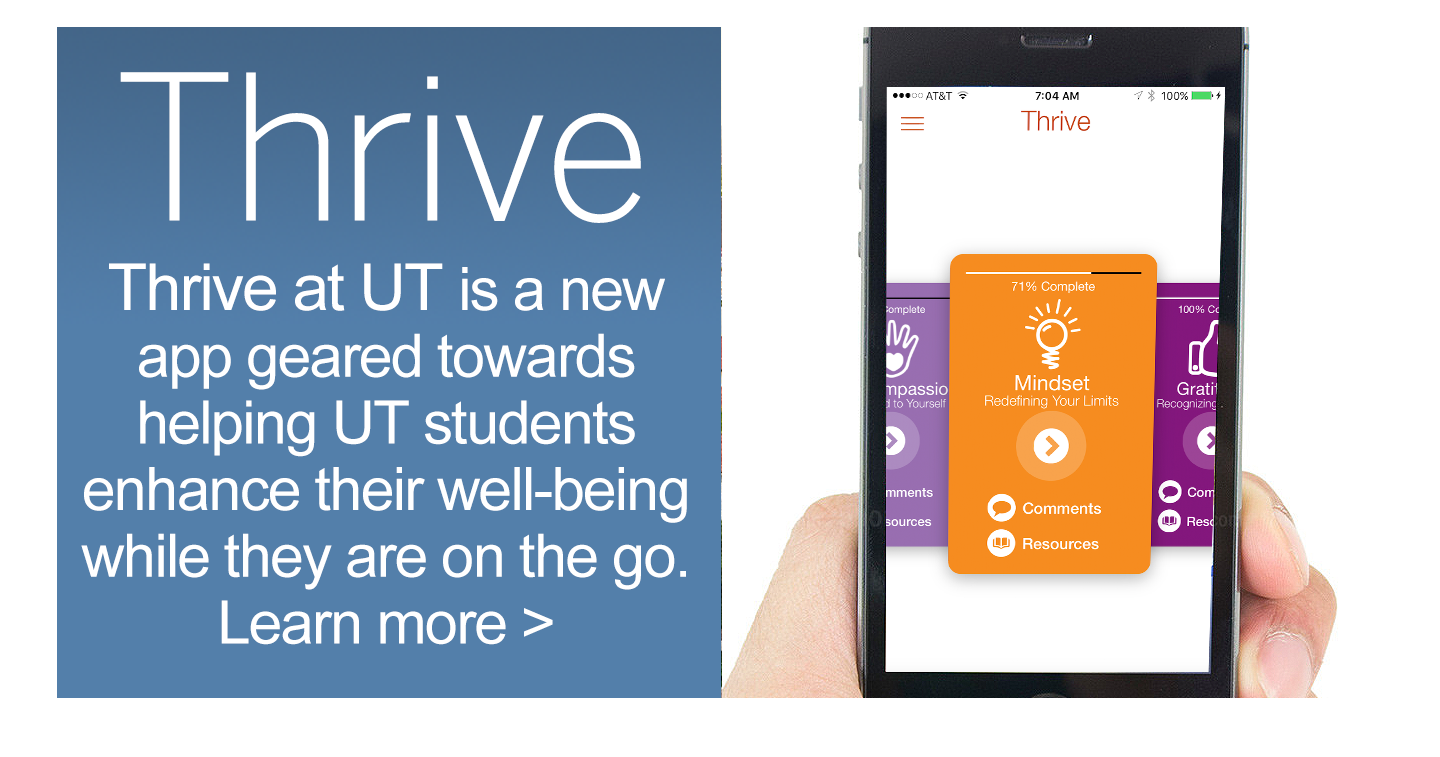 Thrive
Thrive at UT is a new
app geared towards
helping UT students
enhance their well-being
while they are on the go.
Learn more >
AT&T 7:04 AM 100%
Thrive
71% Complete
Mindset
Redefining Your Limits
Comments
Resources
omplete
mpassio
d to Yourself
mments
sources
100% Co
Grati
Recognizing
Com
Reso